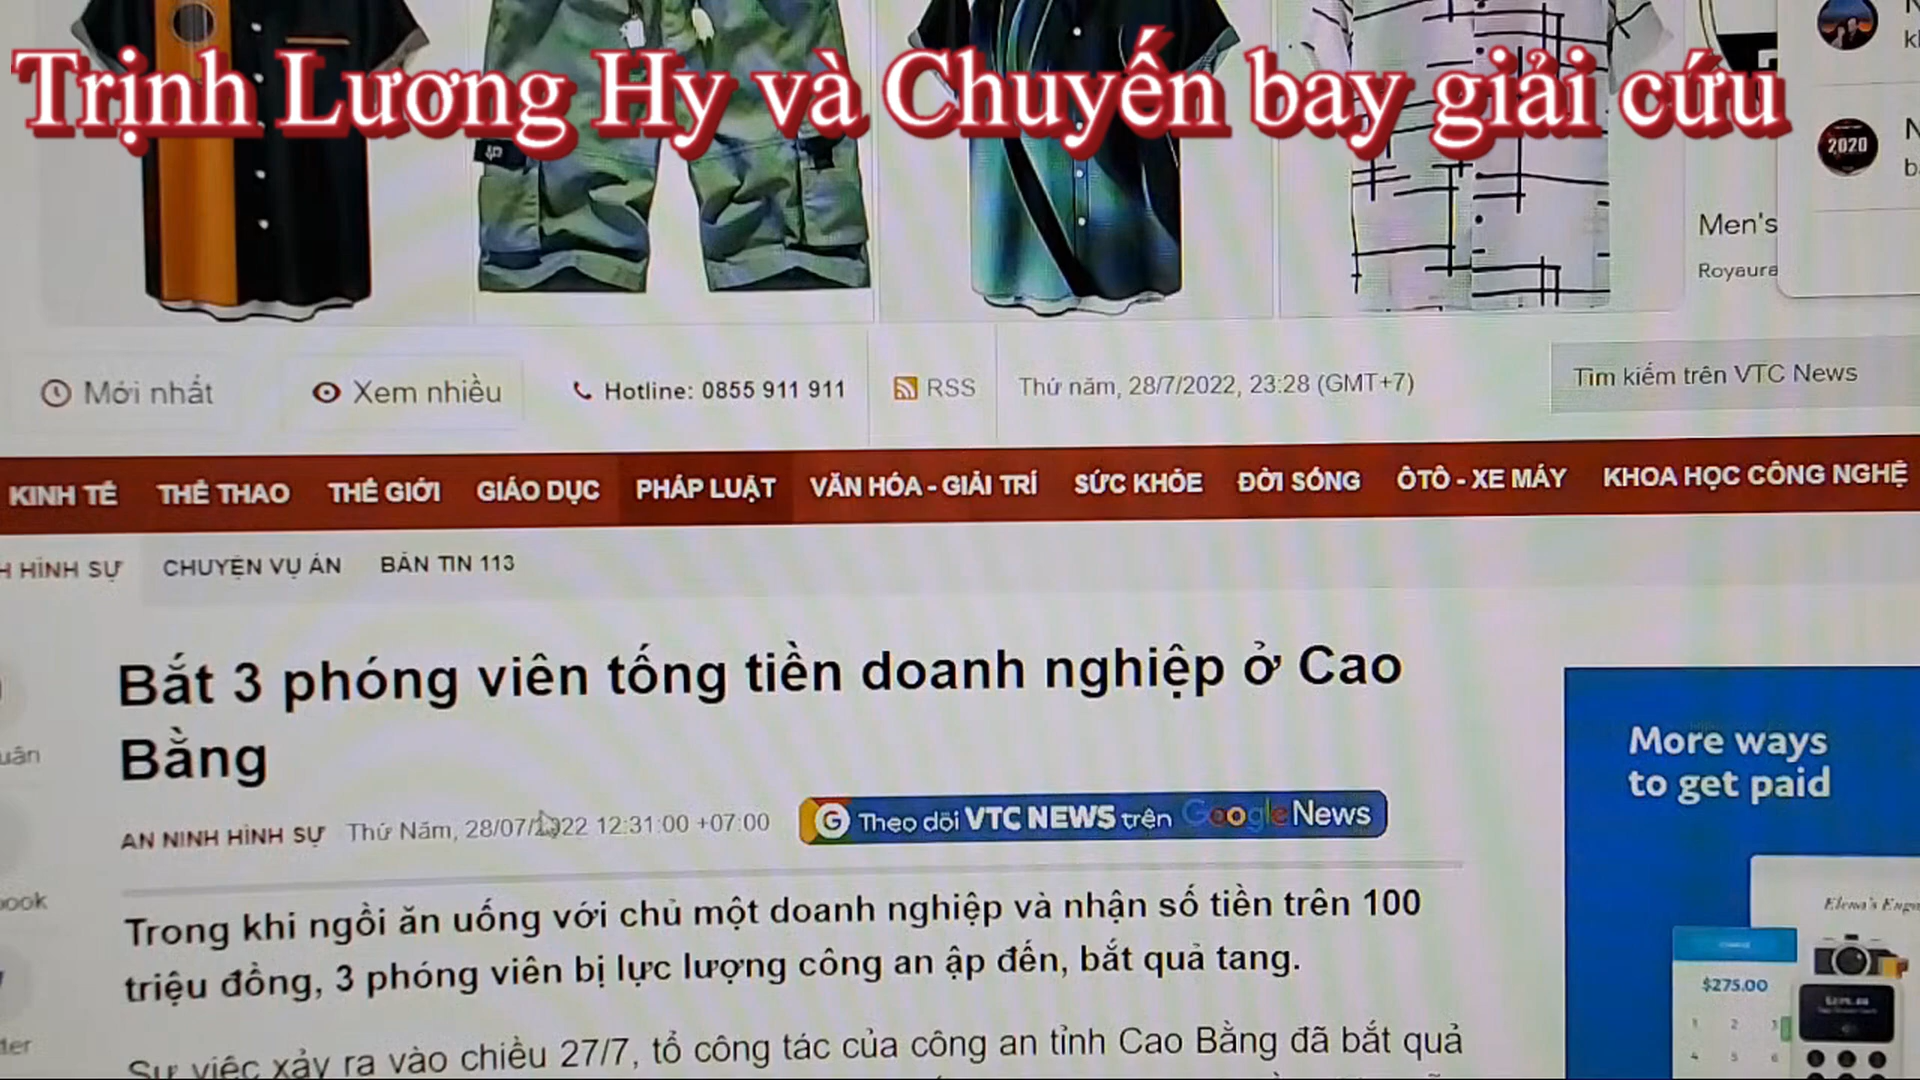 Trịnh Lương Hy và Chuyến bay giải cứu
2020
Men's
Royaura
Mới nhất
Xem nhiều
Hotline: 0855 911 911
RSS
Thứ năm, 28/7/2022, 23:28 (GMT+7)
Tìm kiếm trên VTC News
KINH TẾ THỂ THAO THẾ GIỚI GIÁO DỤC PHÁP LUẬT VĂN HÓA - GIẢI TRÍ SỨC KHỎE ĐỜI SỐNG ÔTÔ - XE MÁY KHOA HỌC CÔNG NGHỆ
HÌNH SỰ CHUYỆN VỤ ÁN BẢN TIN 113
Bắt 3 phóng viên tống tiền doanh nghiệp ở Cao
Bằng
AN NINH HÌNH SỰ Thứ Năm, 28/07/2022 12:31:00 +07:00
Theo dõi VTC NEWS trên Google News
Trong khi ngồi ăn uống với chủ một doanh nghiệp và nhận số tiền trên 100
triệu đồng, 3 phóng viên bị lực lượng công an ập đến, bắt quả tang.
Sự việc xảy ra vào chiều 27/7, tổ công tác của công an tỉnh Cao Bằng đã bắt quả
More ways
to get paid
Elena's
$275.00
1 2 3
4 5 6